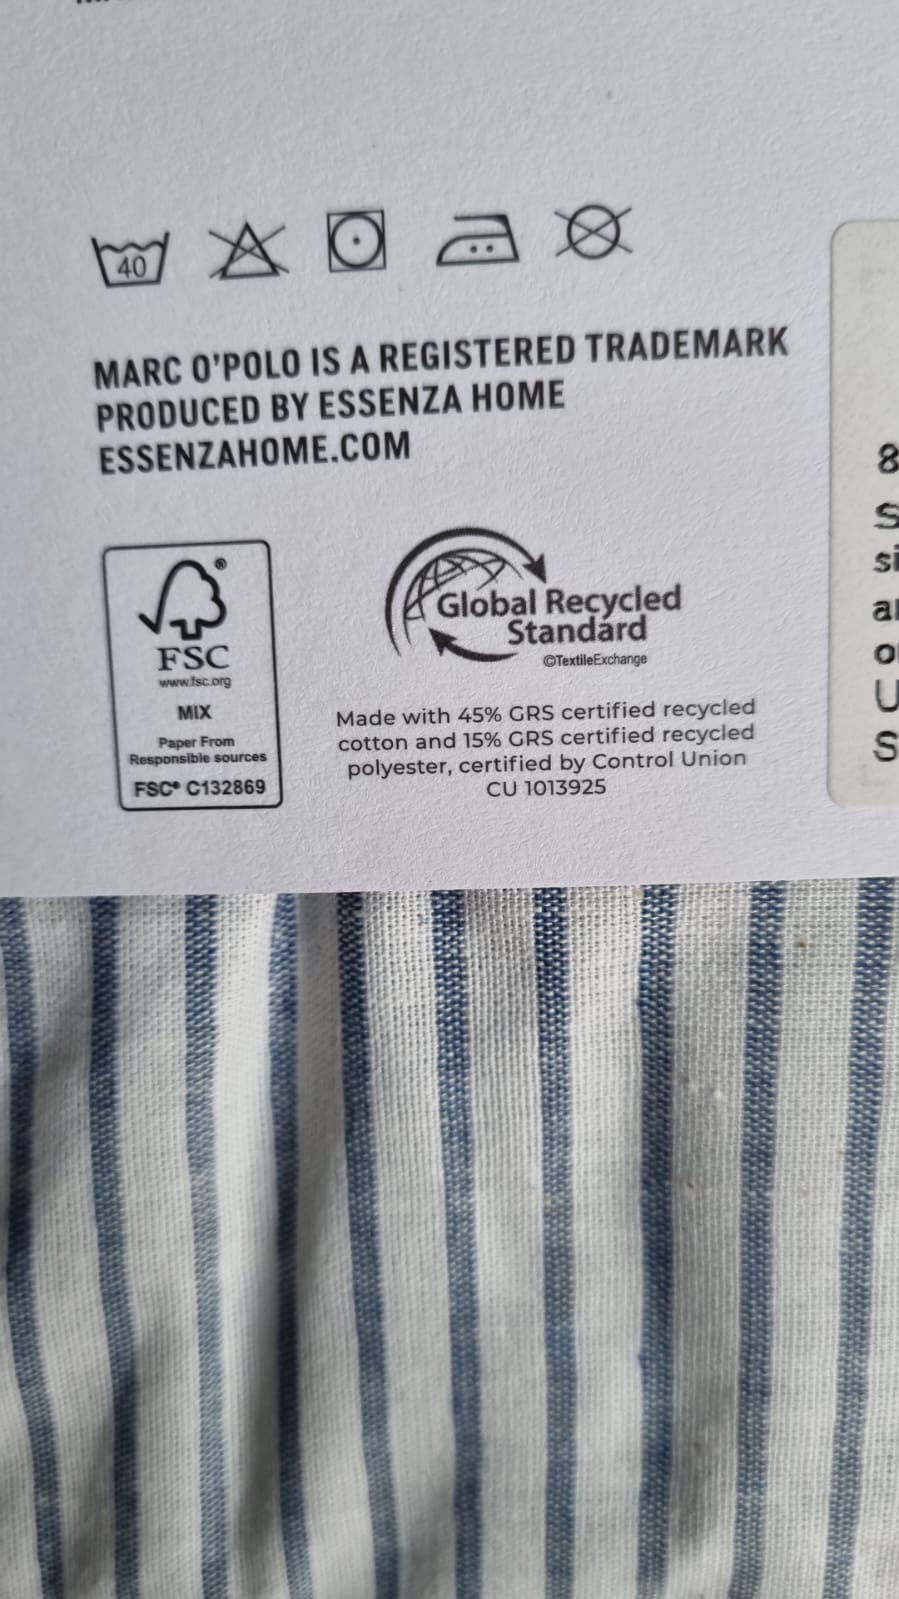 40
MARC O'POLO IS A REGISTERED TRADEMARK
PRODUCED BY ESSENZA HOME
ESSENZAHOME.COM
®
FSC
www.fsc.org
MIX
Paper From
Responsible sources
FSC® C132869
Global Recycled
Standard
©TextileExchange
Made with 45% GRS certified recycled
cotton and 15% GRS certified recycled
polyester, certified by Control Union
CU 1013925
8
S
si
U
S